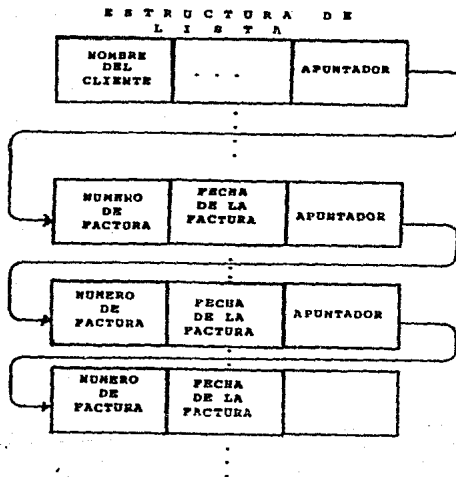 ESTRUCTURA DE
LISTA
NOMBRE
DEL
CLIENTE
...
APUNTADOR
NUMERO
DE
FACTURA
FECHA
DE LA
FACTURA
APUNTADOR
NUMERO
DE
FACTURA
FECHA
DE LA
FACTURA
APUNTADOR
NUMERO
DE
FACTURA
FECHA
DE LA
FACTURA